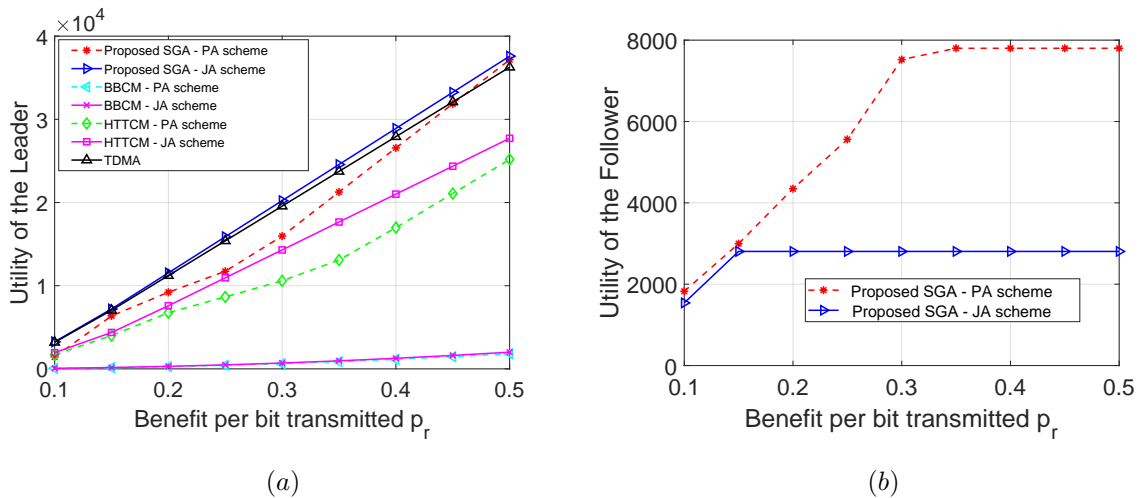 ×10⁴
4
3
2
1
0
Utility of the Leader
Proposed SGA - PA scheme
Proposed SGA - JA scheme
BBCM - PA scheme
BBCM - JA scheme
HTTCM - PA scheme
HTTCM - JA scheme
TDMA
0.1 0.2 0.3 0.4 0.5
Benefit per bit transmitted pᵣ
(a)
8000
6000
4000
2000
0
Utility of the Follower
Proposed SGA - PA scheme
Proposed SGA - JA scheme
0.1 0.2 0.3 0.4 0.5
Benefit per bit transmitted pᵣ
(b)